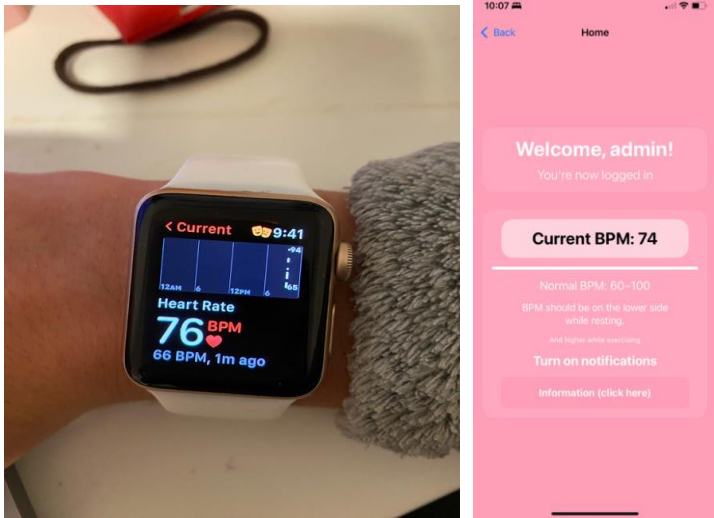 < Current 9:41
94
65
12AM 6 12PM 6
Heart Rate
76 BPM
66 BPM, 1m ago
10:07
< Back Home
Welcome, admin!
You're now logged in
Current BPM: 74
Normal BPM: 60–100
BPM should be on the lower side
while resting.
And higher while exercising
Turn on notifications
Information (click here)